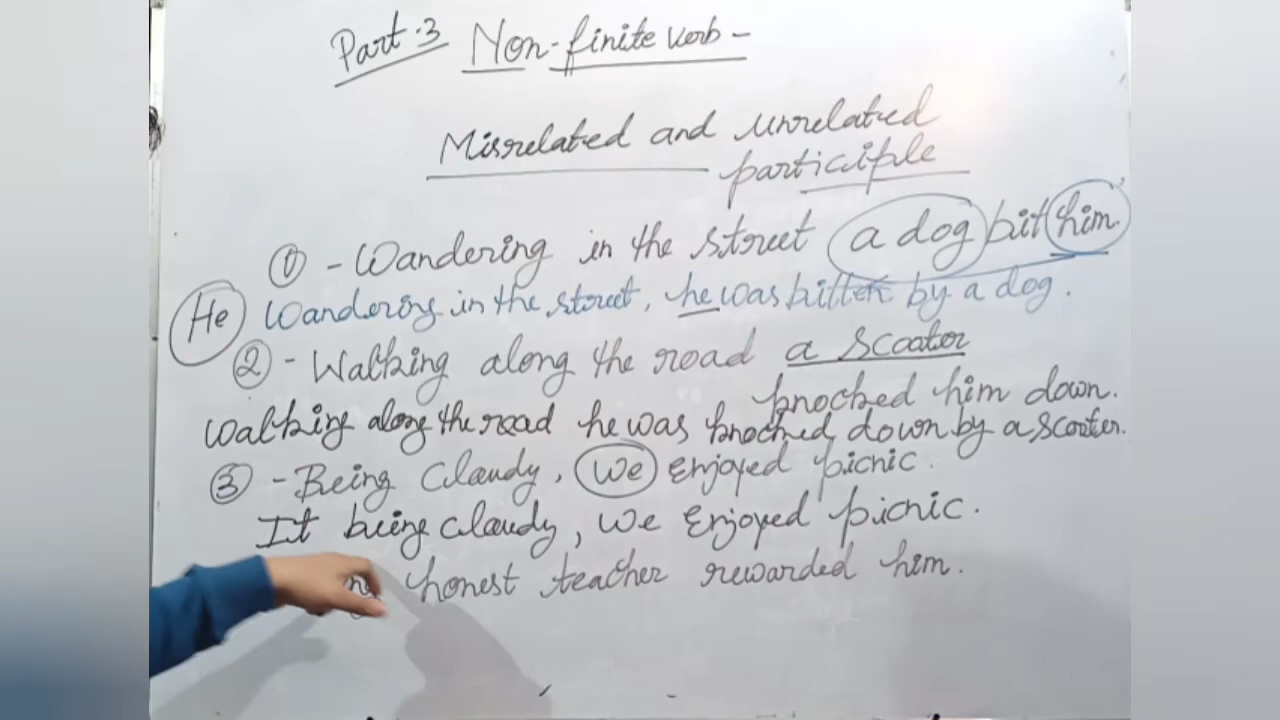 Part.3 Non-finite verb-
Misrelated and unrelated
participle
① - Wandering in the street a dog bit him.
He Wandering in the street, he was bitten by a dog.
② - Walking along the road a scooter
knocked him down.
Walking along the road he was knocked down by a scooter.
③ - Being Cloudy, we enjoyed picnic.
It being cloudy, we enjoyed picnic.
honest teacher rewarded him.